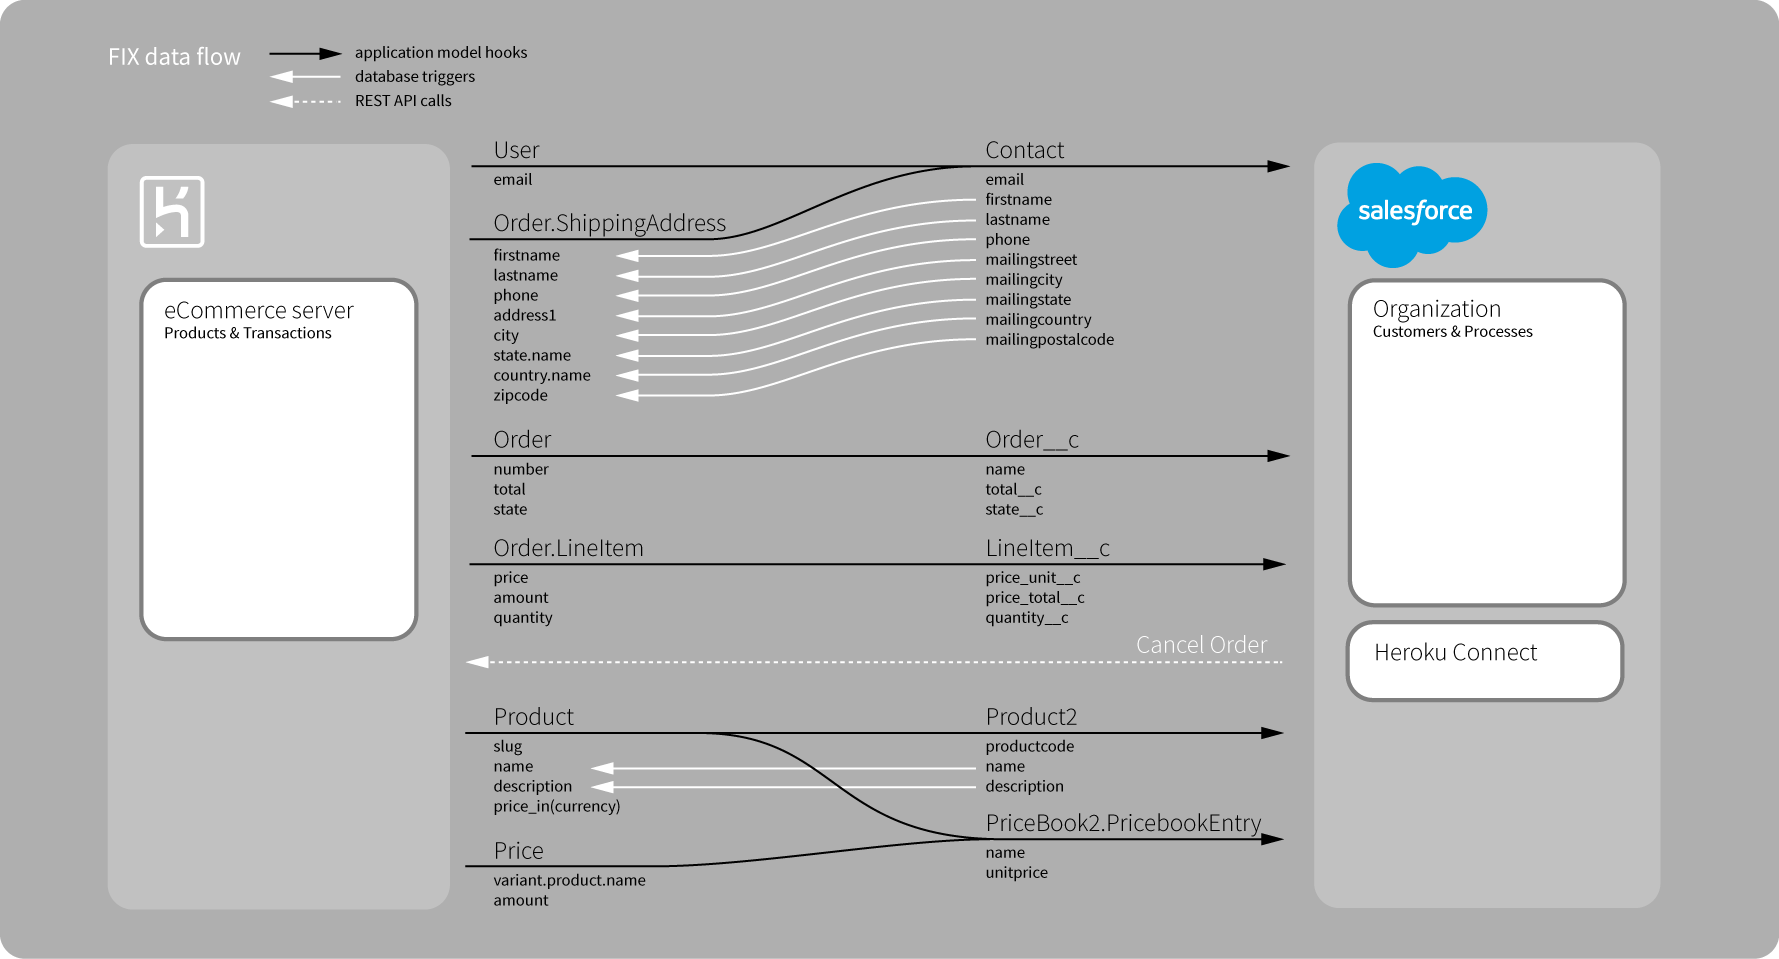 FIX data flow
application model hooks
database triggers
REST API calls
eCommerce server
Products & Transactions
User
email
Order.ShippingAddress
firstname
lastname
phone
address1
city
state.name
country.name
zipcode
Contact
email
firstname
lastname
phone
mailingstreet
mailingcity
mailingstate
mailingcountry
mailingpostalcode
Order
number
total
state
Order__c
name
total__c
state__c
Order.LineItem
price
amount
quantity
LineItem__c
price_unit__c
price_total__c
quantity__c
Cancel Order
Product
slug
name
description
price_in(currency)
Product2
productcode
name
description
Price
variant.product.name
amount
PriceBook2.PricebookEntry
name
unitprice
salesforce
Organization
Customers & Processes
Heroku Connect